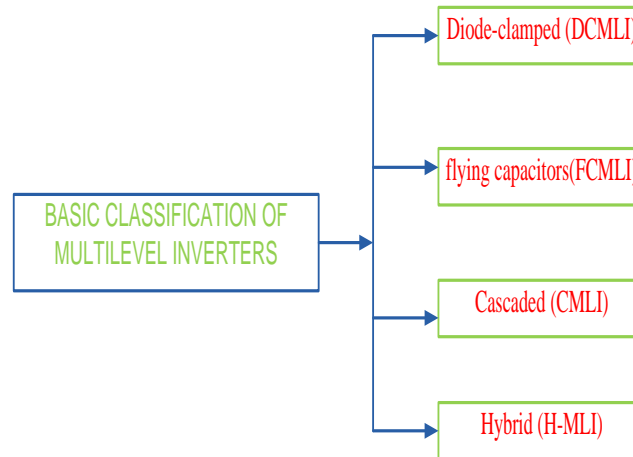 Diode-clamped (DCMLI)
flying capacitors(FCMLI)
BASIC CLASSIFICATION OF
MULTILEVEL INVERTERS
Cascaded (CMLI)
Hybrid (H-MLI)